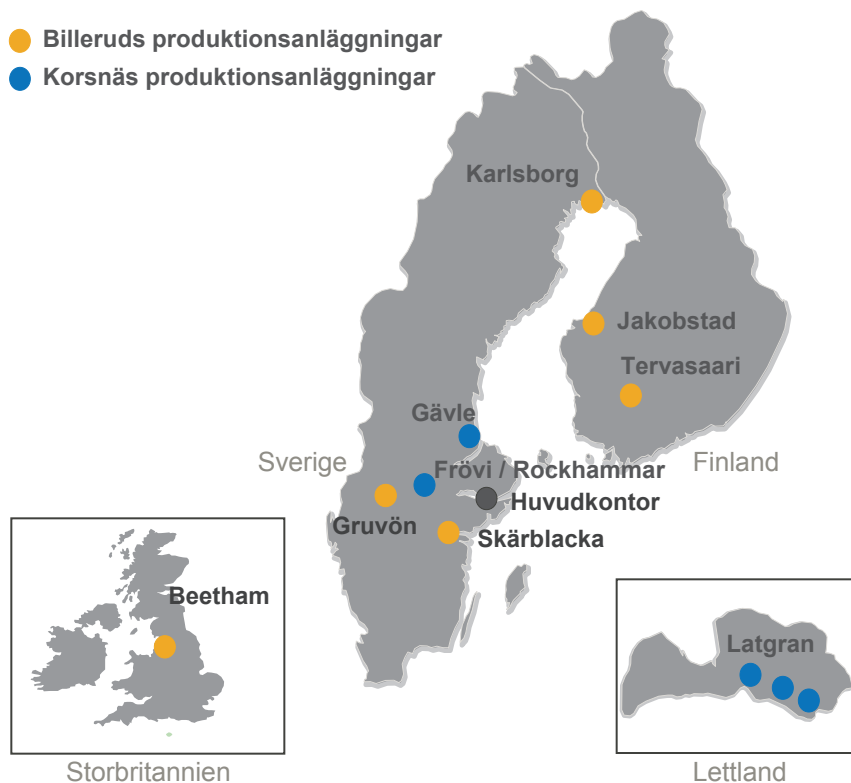 Billeruds produktionsanläggningar
Korsnäs produktionsanläggningar
Karlsborg
Jakobstad
Tervasaari
Gävle
Sverige
Frövi / Rockhammar
Finland
Huvudkontor
Gruvön
Skärblacka
Beetham
Latgran
Storbritannien
Lettland